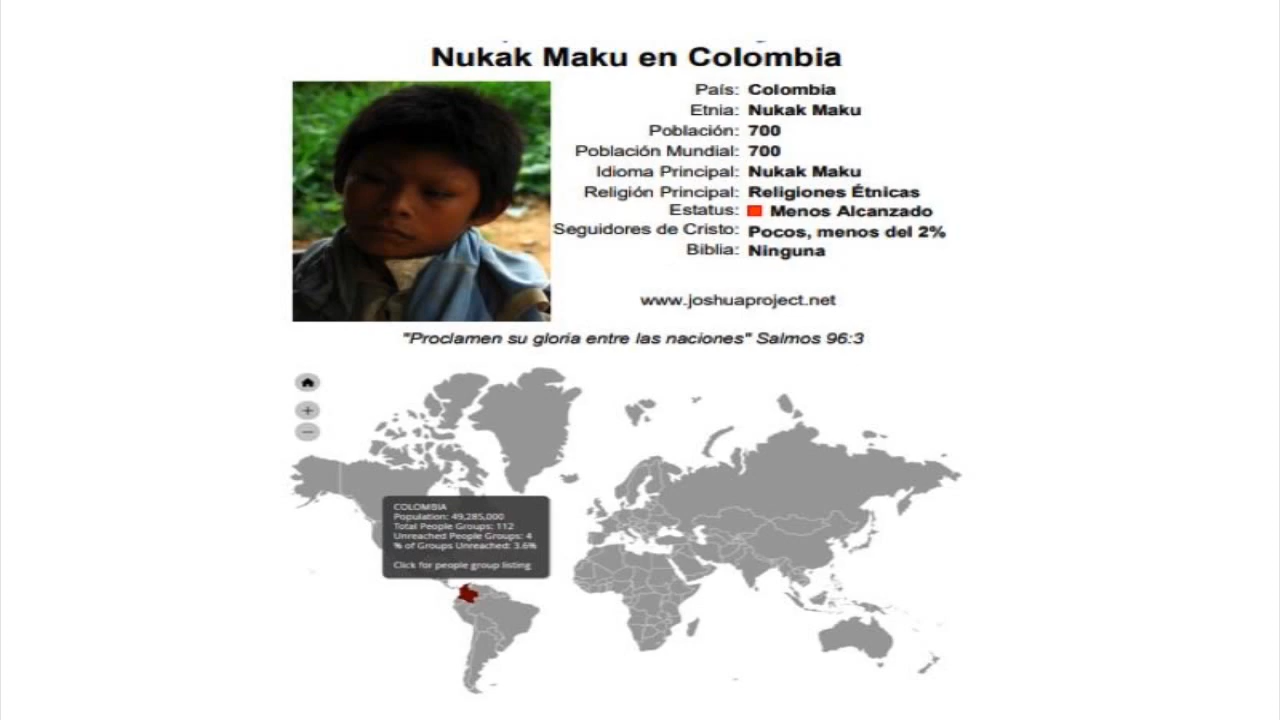 Nukak Maku en Colombia
País: Colombia
Etnia: Nukak Maku
Población: 700
Población Mundial: 700
Idioma Principal: Nukak Maku
Religión Principal: Religiones Étnicas
Estatus: Menos Alcanzado
Seguidores de Cristo: Pocos, menos del 2%
Biblia: Ninguna
www.joshuaproject.net
"Proclamen su gloria entre las naciones" Salmos 96:3
COLOMBIA
Population: 49,285,000
Total People Groups: 112
Unreached People Groups: 4
% of Groups Unreached: 3.6%
Click for people group listing